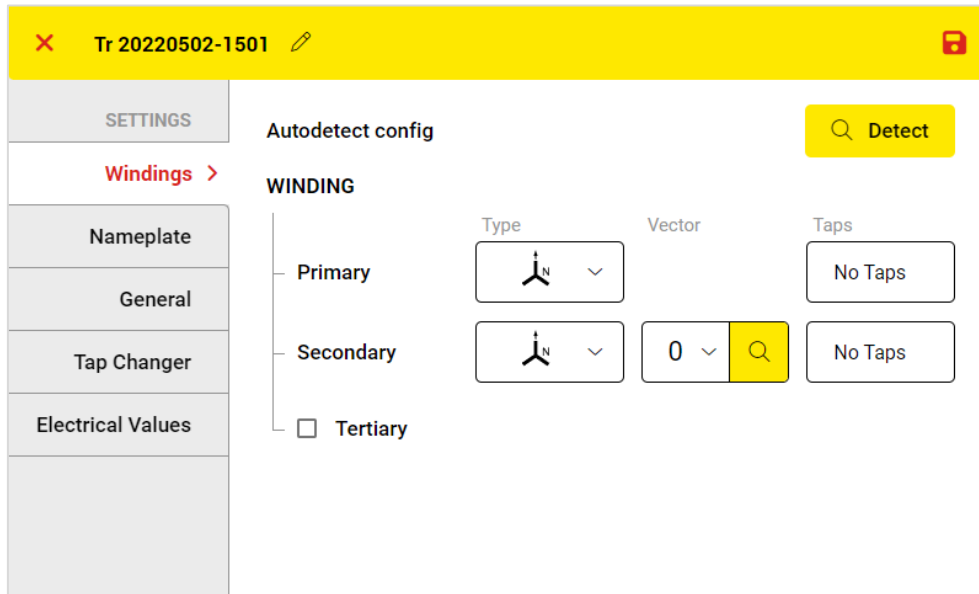 Tr 20220502-1501
SETTINGS
Windings
Nameplate
General
Tap Changer
Electrical Values
Autodetect config
Detect
WINDING
Type Vector Taps
Primary N No Taps
Secondary N 0 No Taps
Tertiary